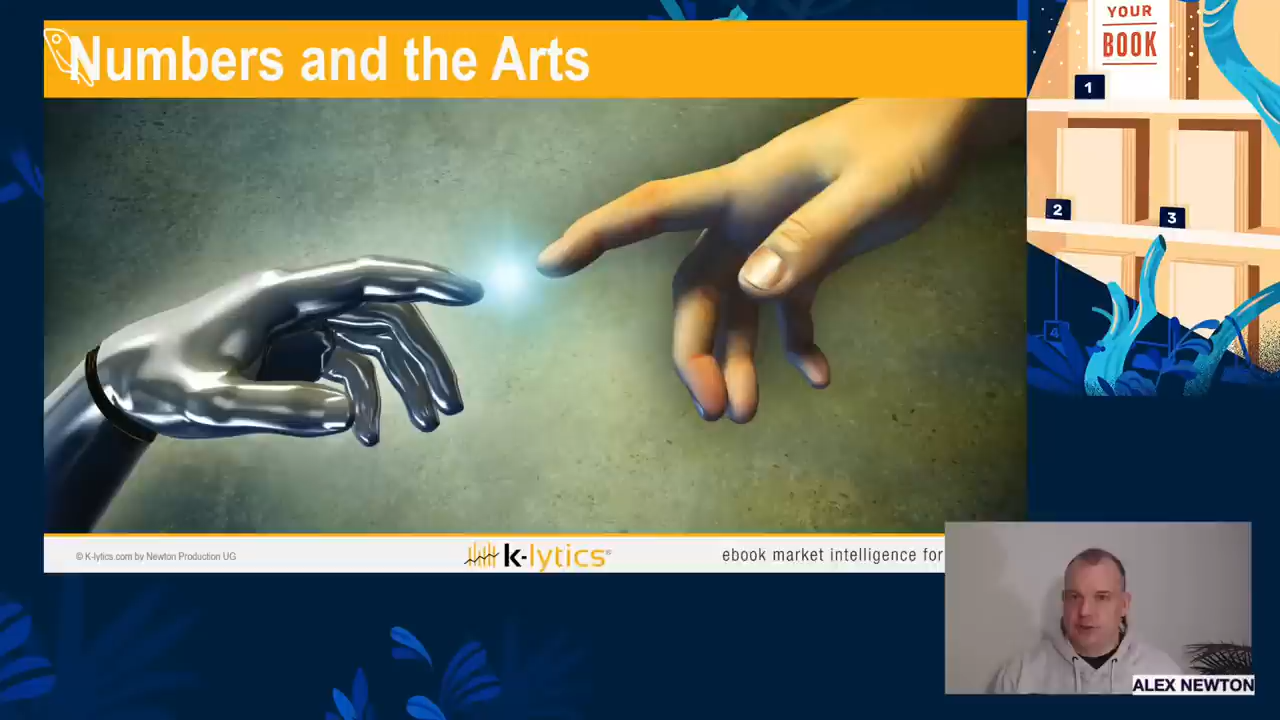 Numbers and the Arts
YOUR
BOOK
1
2
3
4
© K-lytics.com by Newton Production UG
k-lytics®
ebook market intelligence for
ALEX NEWTON